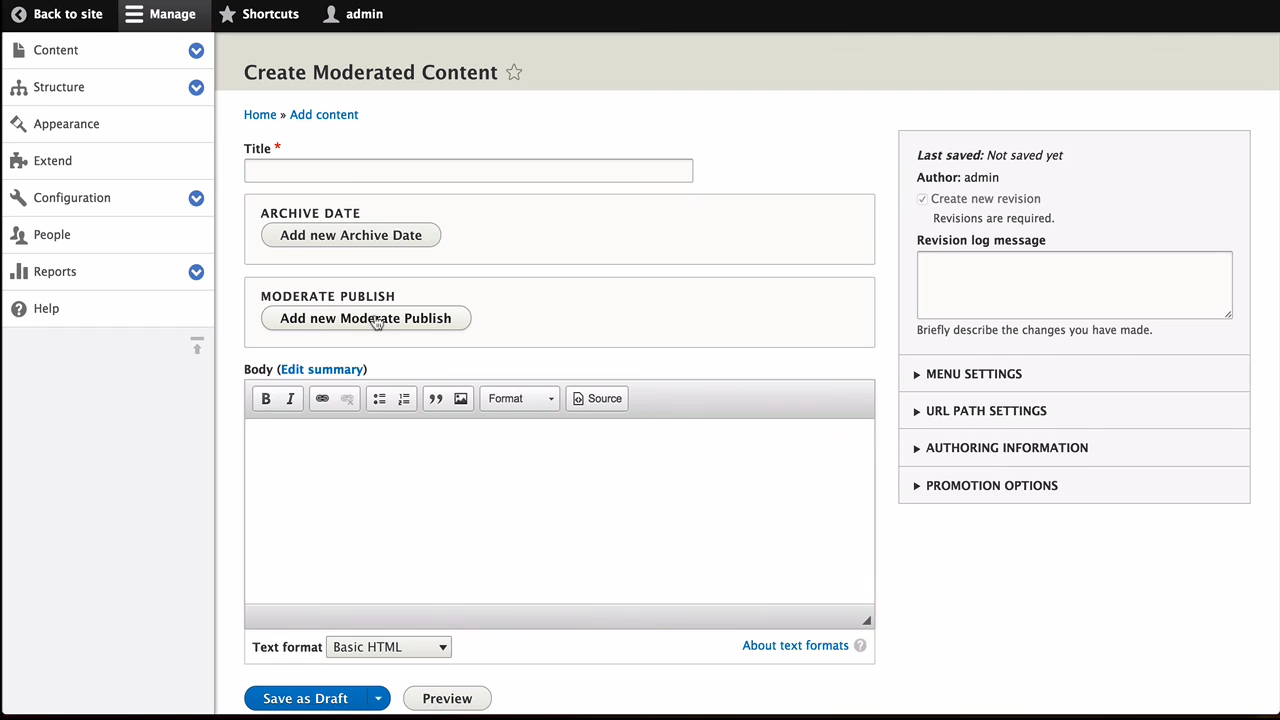 Back to site
Manage
Shortcuts
admin
Content
Structure
Appearance
Extend
Configuration
People
Reports
Help
Create Moderated Content
Home » Add content
Title *
ARCHIVE DATE
Add new Archive Date
MODERATE PUBLISH
Add new Moderate Publish
Body (Edit summary)
B I Format Source
Text format Basic HTML
About text formats ?
Save as Draft
Preview
Last saved: Not saved yet
Author: admin
Create new revision
Revisions are required.
Revision log message
Briefly describe the changes you have made.
MENU SETTINGS
URL PATH SETTINGS
AUTHORING INFORMATION
PROMOTION OPTIONS